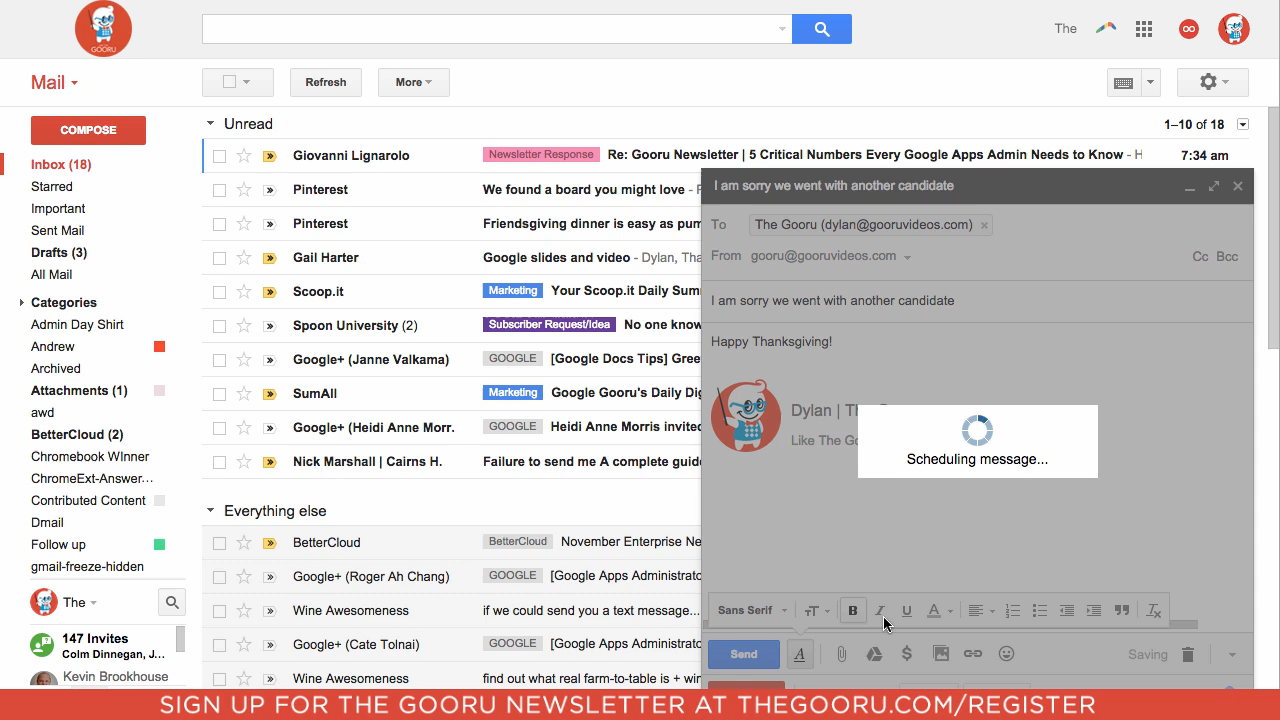 GOORU
The
Mail
Refresh
More
COMPOSE
Inbox (18)
Starred
Important
Sent Mail
Drafts (3)
All Mail
Categories
Admin Day Shirt
Andrew
Archived
Attachments (1)
awd
BetterCloud (2)
Chromebook WInner
ChromeExt-Answer...
Contributed Content
Dmail
Follow up
gmail-freeze-hidden
The
147 Invites
Colm Dinnegan, J...
Kevin Brookhouse
Unread
1–10 of 18
Giovanni Lignarolo Newsletter Response Re: Gooru Newsletter | 5 Critical Numbers Every Google Apps Admin Needs to Know - H 7:34 am
Pinterest We found a board you might love - F
Pinterest Friendsgiving dinner is easy as pum
Gail Harter Google slides and video - Dylan, Tha
Scoop.it Marketing Your Scoop.it Daily Sum
Spoon University (2) Subscriber Request/Idea No one know
Google+ (Janne Valkama) GOOGLE [Google Docs Tips] Gree
SumAll Marketing Google Gooru's Daily Dig
Google+ (Heidi Anne Morr. GOOGLE Heidi Anne Morris invited
Nick Marshall | Cairns H. Failure to send me A complete guide
Everything else
BetterCloud BetterCloud November Enterprise Ne
Google+ (Roger Ah Chang) GOOGLE [Google Apps Administrato
Wine Awesomeness if we could send you a text message...
Google+ (Cate Tolnai) GOOGLE [Google Apps Administrato
Wine Awesomeness find out what real farm-to-table is + win
I am sorry we went with another candidate
To The Gooru (dylan@gooruvideos.com) ×
From gooru@gooruvideos.com Cc Bcc
I am sorry we went with another candidate
Happy Thanksgiving!
Dylan | Th
Like The Go
Scheduling message...
Sans Serif
Send
Saving
SIGN UP FOR THE GOORU NEWSLETTER AT THEGOORU.COM/REGISTER